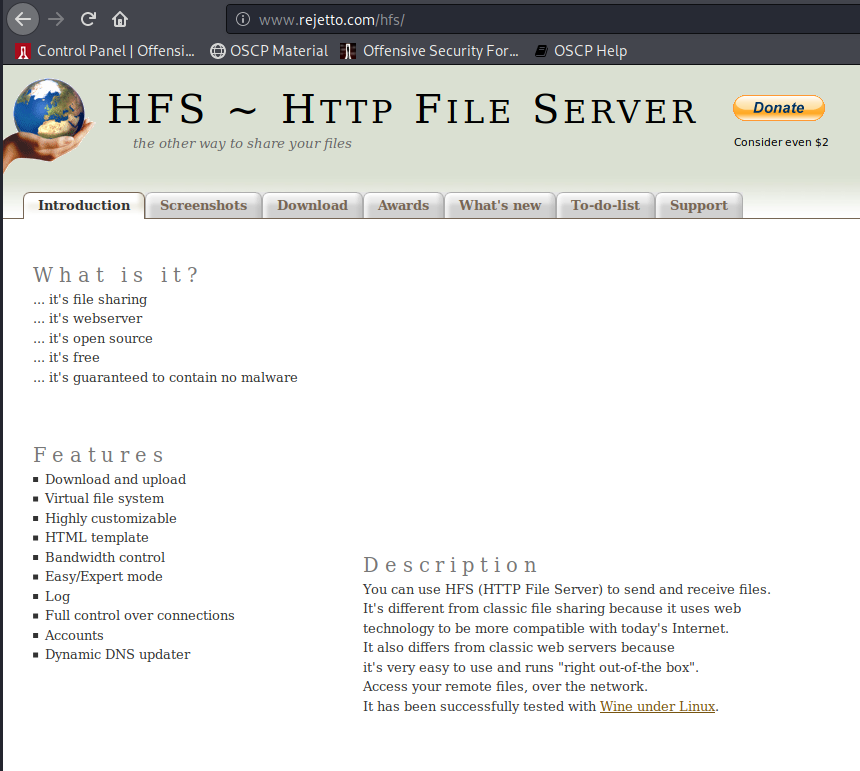 www.rejetto.com/hfs/
Control Panel | Offensi... OSCP Material Offensive Security For... OSCP Help
HFS ~ HTTP FILE SERVER
the other way to share your files
Donate
Consider even $2
Introduction Screenshots Download Awards What's new To-do-list Support
What is it?
... it's file sharing
... it's webserver
... it's open source
... it's free
... it's guaranteed to contain no malware
Features
Download and upload
Virtual file system
Highly customizable
HTML template
Bandwidth control
Easy/Expert mode
Log
Full control over connections
Accounts
Dynamic DNS updater
Description
You can use HFS (HTTP File Server) to send and receive files.
It's different from classic file sharing because it uses web
technology to be more compatible with today's Internet.
It also differs from classic web servers because
it's very easy to use and runs "right out-of-the box".
Access your remote files, over the network.
It has been successfully tested with Wine under Linux.